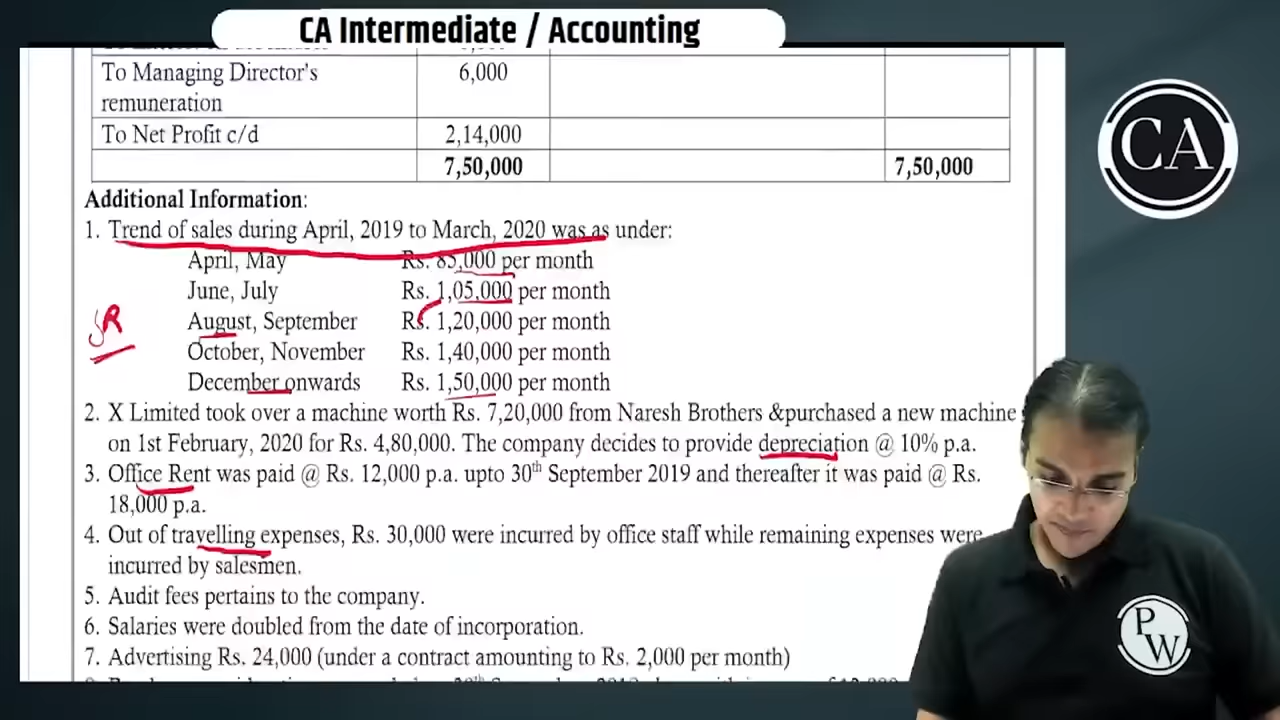 CA Intermediate / Accounting
To Managing Director's 6,000
remuneration
To Net Profit c/d 2,14,000
7,50,000 7,50,000
Additional Information:
1. Trend of sales during April, 2019 to March, 2020 was as under:
April, May Rs. 85,000 per month
June, July Rs. 1,05,000 per month
August, September Rs. 1,20,000 per month
October, November Rs. 1,40,000 per month
December onwards Rs. 1,50,000 per month
SR
2. X Limited took over a machine worth Rs. 7,20,000 from Naresh Brothers &purchased a new machine
on 1st February, 2020 for Rs. 4,80,000. The company decides to provide depreciation @ 10% p.a.
3. Office Rent was paid @ Rs. 12,000 p.a. upto 30th September 2019 and thereafter it was paid @ Rs.
18,000 p.a.
4. Out of travelling expenses, Rs. 30,000 were incurred by office staff while remaining expenses were
incurred by salesmen.
5. Audit fees pertains to the company.
6. Salaries were doubled from the date of incorporation.
7. Advertising Rs. 24,000 (under a contract amounting to Rs. 2,000 per month)
CA
P
W